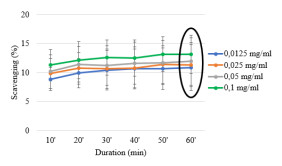 20
15
10
5
0
Scavenging (%)
10' 20' 30' 40' 50' 60'
Duration (min)
0,0125 mg/ml
0,025 mg/ml
0,05 mg/ml
0,1 mg/ml